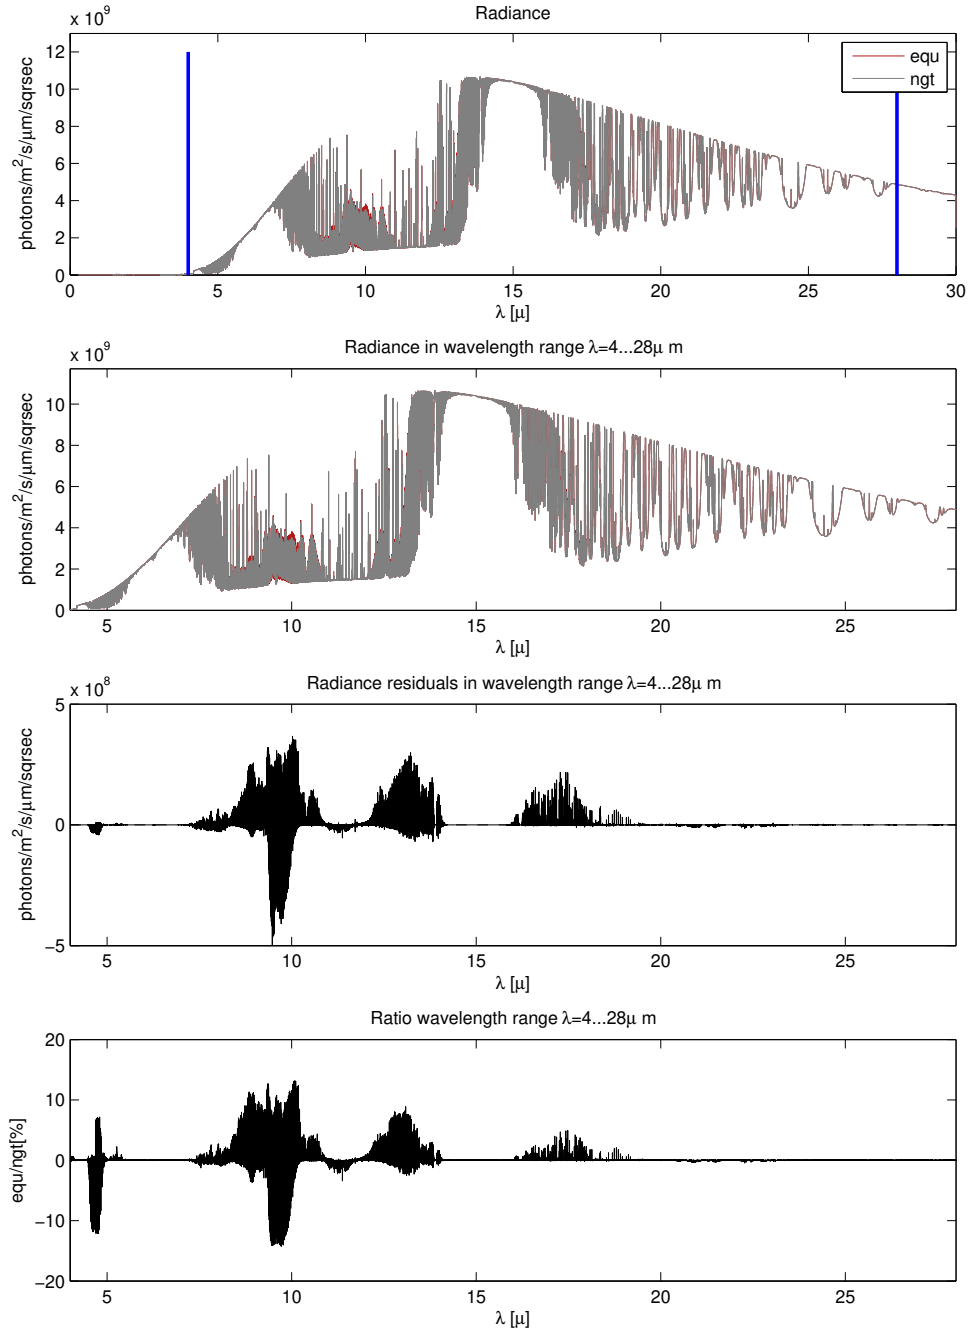 Radiance
x 10^9
photons/m^2/s/μm/sqrsec
12
10
8
6
4
2
0
equ
ngt
0 5 10 15 20 25 30
λ [μ]
Radiance in wavelength range λ=4...28μ m
x 10^9
photons/m^2/s/μm/sqrsec
10
8
6
4
2
0
5 10 15 20 25
λ [μ]
Radiance residuals in wavelength range λ=4...28μ m
x 10^8
photons/m^2/s/μm/sqrsec
5
0
−5
5 10 15 20 25
λ [μ]
Ratio wavelength range λ=4...28μ m
equ/ngt[%]
20
10
0
−10
−20
5 10 15 20 25
λ [μ]